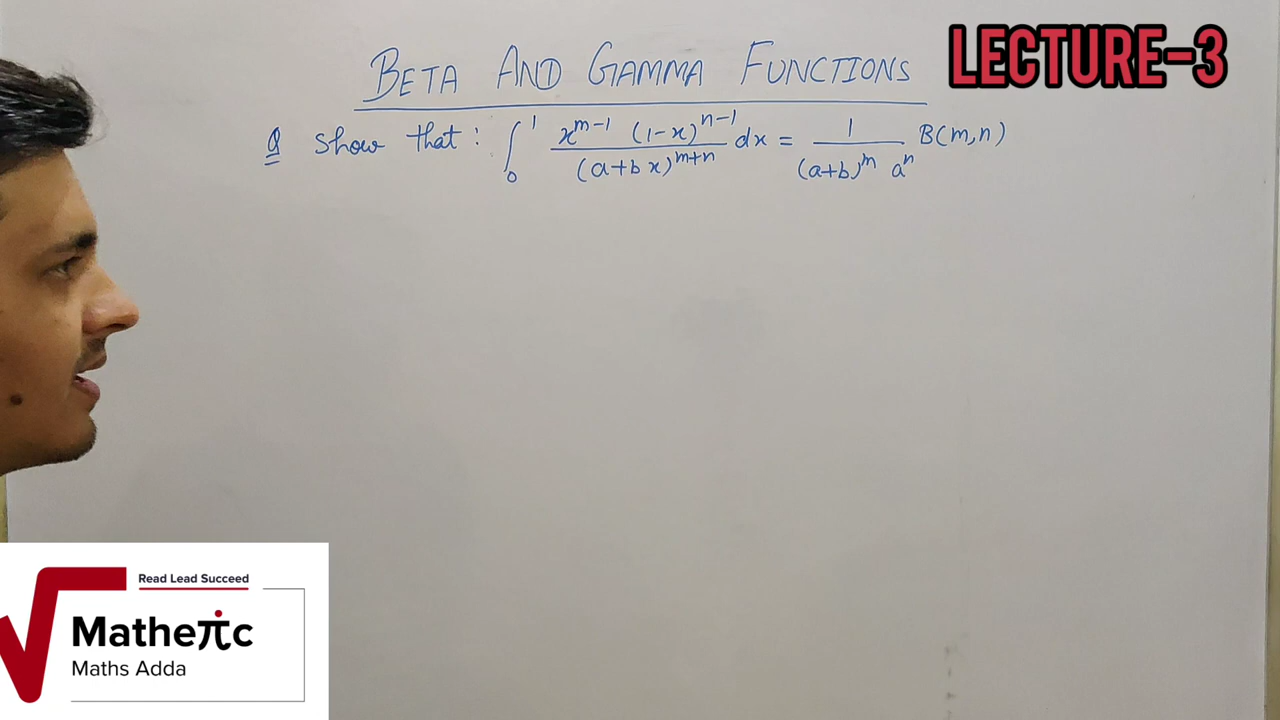 BETA AND GAMMA FUNCTIONS
LECTURE-3
Q Show that : ∫₀¹ x^{m-1} (1-x)^{n-1} / (a+bx)^{m+n} dx = 1 / (a+b)^m a^n B(m,n)
Read Lead Succeed
Matheπc
Maths Adda